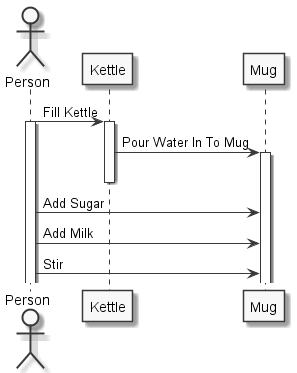 Person
Kettle
Mug
Fill Kettle
Pour Water In To Mug
Add Sugar
Add Milk
Stir
Person
Kettle
Mug